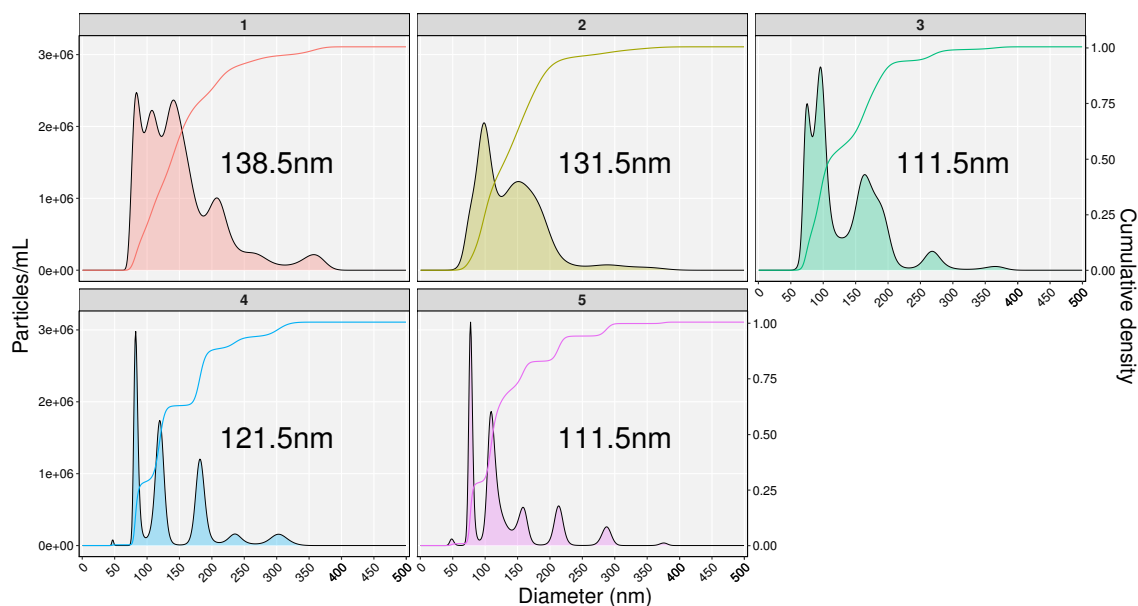 1 2 3
3e+06 1.00
2e+06 0.75
138.5nm 131.5nm 111.5nm 0.50
1e+06 0.25
0e+00 0.00
0 50 100 150 200 250 300 350 400 450 500
4 5
3e+06 1.00
2e+06 0.75
121.5nm 111.5nm 0.50
1e+06 0.25
0e+00 0.00
0 50 100 150 200 250 300 350 400 450 500 0 50 100 150 200 250 300 350 400 450 500
Particles/mL
Cumulative density
Diameter (nm)